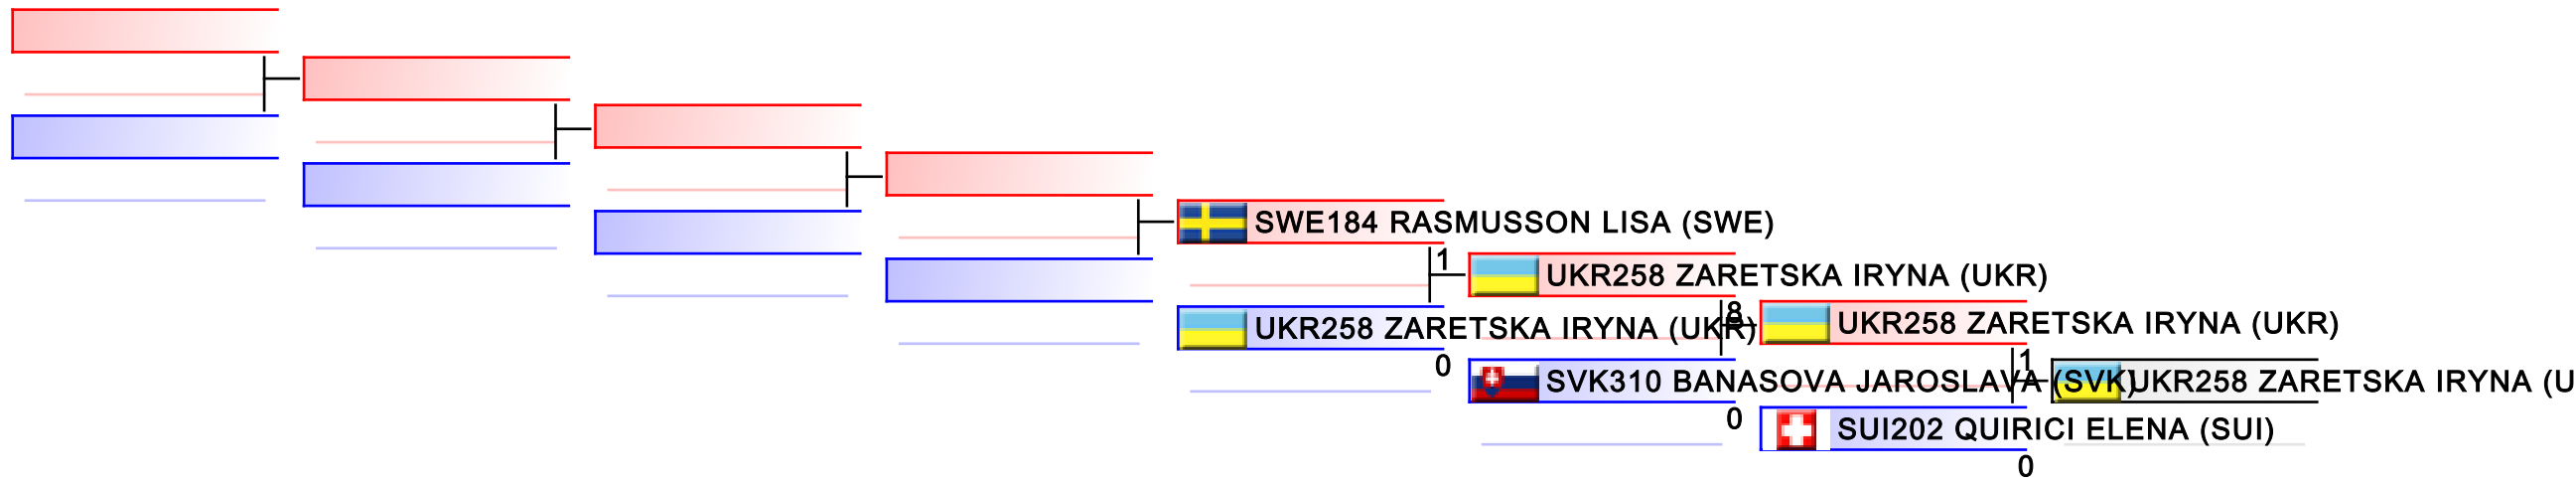 SWE184 RASMUSSON LISA (SWE)
1
UKR258 ZARETSKA IRYNA (UKR)
UKR258 ZARETSKA IRYNA (UKR)
0
8
UKR258 ZARETSKA IRYNA (UKR)
SVK310 BANASOVA JAROSLAVA (SVK)
0
1
UKR258 ZARETSKA IRYNA (U
SUI202 QUIRICI ELENA (SUI)
0